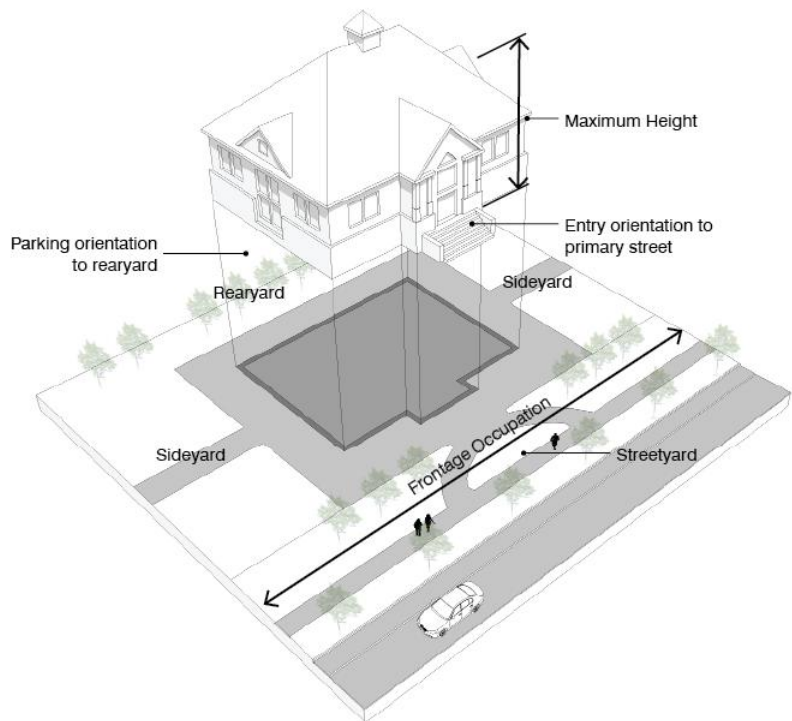 Maximum Height
Entry orientation to
primary street
Parking orientation
to rearyard
Sideyard
Rearyard
Frontage Occupation
Sideyard
Streetyard